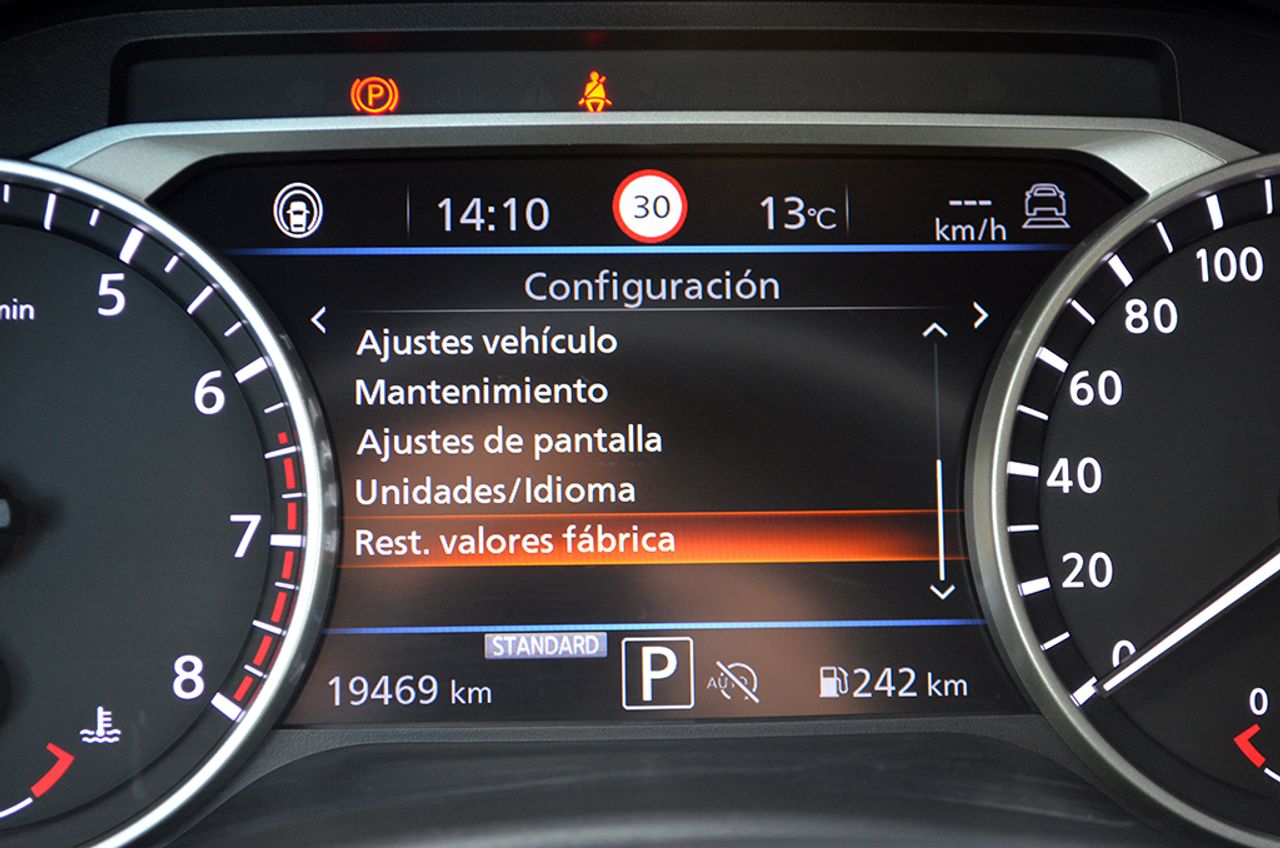 P
14:10
30
13°C
---
km/h
Configuración
< >
Ajustes vehículo
Mantenimiento
Ajustes de pantalla
Unidades/Idioma
Rest. valores fábrica
STANDARD
19469 km
P
AUTO
242 km
min
5
6
7
8
100
80
60
40
20
0
0